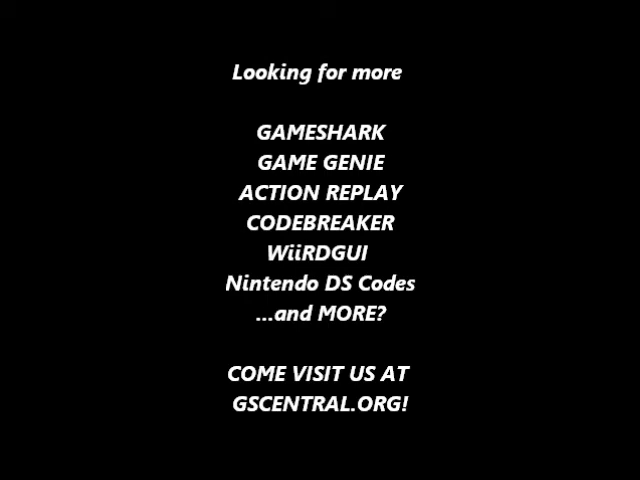 Looking for more
GAMESHARK
GAME GENIE
ACTION REPLAY
CODEBREAKER
WiiRDGUI
Nintendo DS Codes
...and MORE?
COME VISIT US AT
GSCENTRAL.ORG!